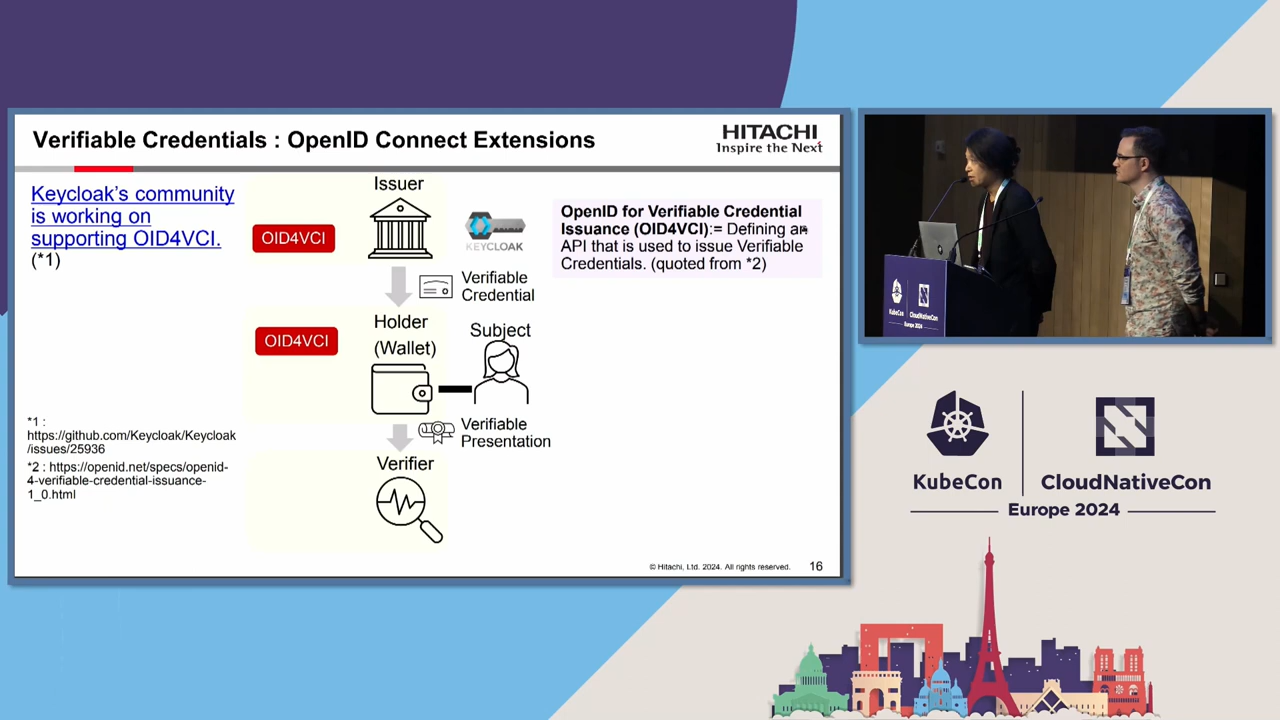 Verifiable Credentials : OpenID Connect Extensions
HITACHI
Inspire the Next
Keycloak's community
is working on
supporting OID4VCI.
(*1)
OID4VCI
Issuer
KEYCLOAK
OpenID for Verifiable Credential
Issuance (OID4VCI):= Defining an
API that is used to issue Verifiable
Credentials. (quoted from *2)
Verifiable
Credential
OID4VCI
Holder
(Wallet)
Subject
Verifiable
Presentation
Verifier
*1 :
https://github.com/Keycloak/Keycloak
/issues/25936
*2 : https://openid.net/specs/openid-
4-verifiable-credential-issuance-
1_0.html
© Hitachi, Ltd. 2024. All rights reserved.
16
KubeCon
CloudNativeCon
Europe 2024
KubeCon
CloudNativeCon
Europe 2024